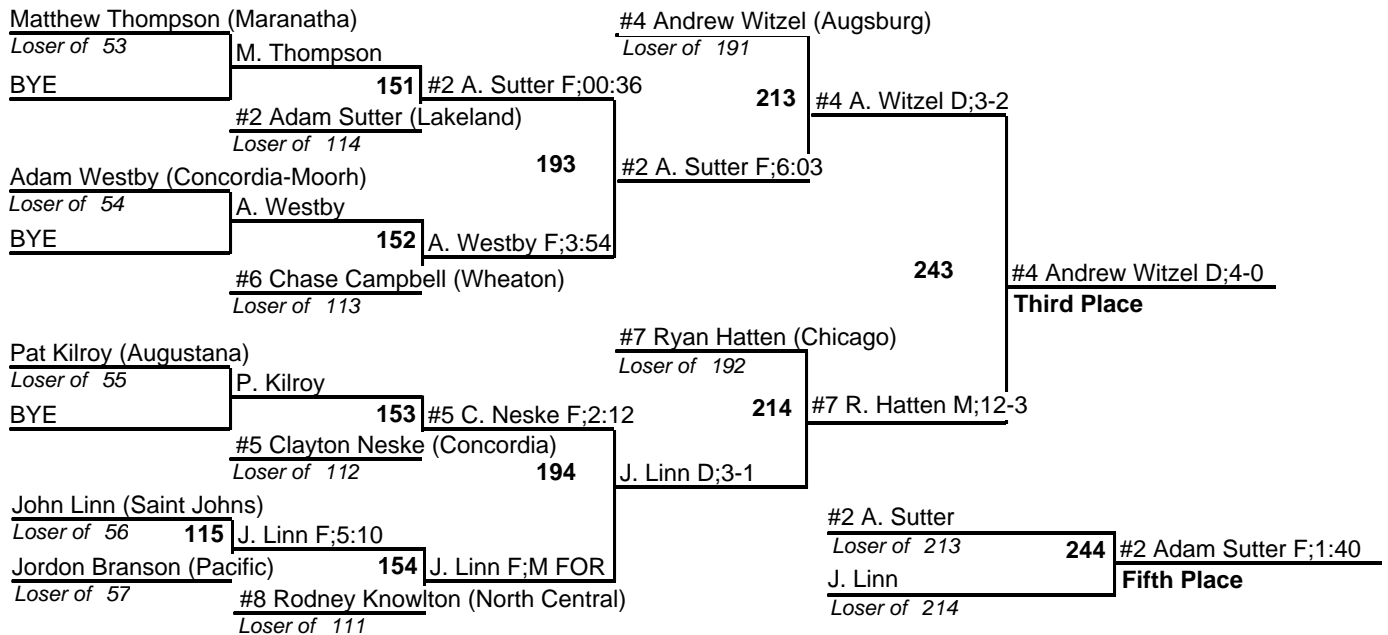 Matthew Thompson (Maranatha)
Loser of 53
M. Thompson
BYE
151
#2 A. Sutter F;00:36
#2 Adam Sutter (Lakeland)
Loser of 114
193
#2 A. Sutter F;6:03
Adam Westby (Concordia-Moorh)
Loser of 54
A. Westby
BYE
152
A. Westby F;3:54
#6 Chase Campbell (Wheaton)
Loser of 113
#4 Andrew Witzel (Augsburg)
Loser of 191
213
#4 A. Witzel D;3-2
243
#4 Andrew Witzel D;4-0
Third Place
Pat Kilroy (Augustana)
Loser of 55
P. Kilroy
BYE
153
#5 C. Neske F;2:12
#5 Clayton Neske (Concordia)
Loser of 112
194
J. Linn D;3-1
John Linn (Saint Johns)
Loser of 56
115
J. Linn F;5:10
Jordon Branson (Pacific)
Loser of 57
154
J. Linn F;M FOR
#8 Rodney Knowlton (North Central)
Loser of 111
#7 Ryan Hatten (Chicago)
Loser of 192
214
#7 R. Hatten M;12-3
#2 A. Sutter
Loser of 213
244
#2 Adam Sutter F;1:40
J. Linn
Fifth Place
Loser of 214